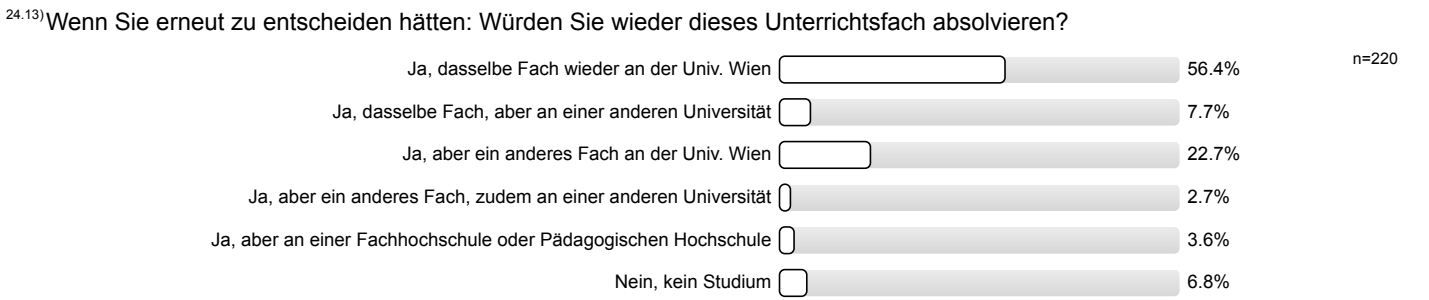 24.13) Wenn Sie erneut zu entscheiden hätten: Würden Sie wieder dieses Unterrichtsfach absolvieren?
Ja, dasselbe Fach wieder an der Univ. Wien 56.4% n=220
Ja, dasselbe Fach, aber an einer anderen Universität 7.7%
Ja, aber ein anderes Fach an der Univ. Wien 22.7%
Ja, aber ein anderes Fach, zudem an einer anderen Universität 2.7%
Ja, aber an einer Fachhochschule oder Pädagogischen Hochschule 3.6%
Nein, kein Studium 6.8%